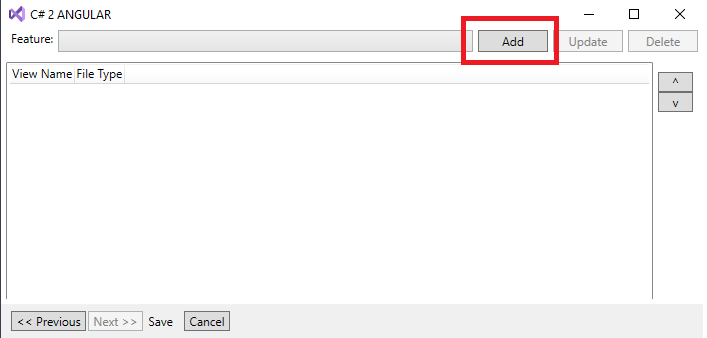 C# 2 ANGULAR
Feature: Add Update Delete
View Name File Type
^
v
<< Previous Next >> Save Cancel